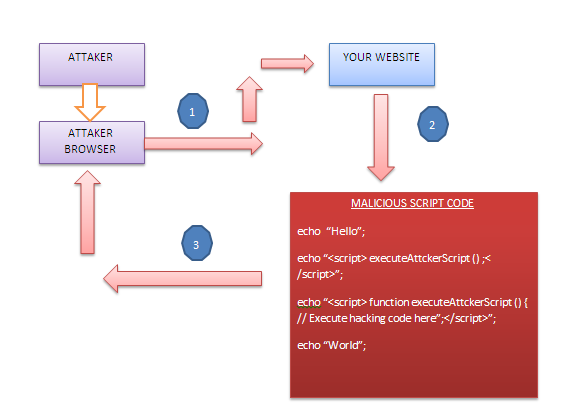 ATTAKER
YOUR WEBSITE
1
ATTAKER
BROWSER
2
MALICIOUS SCRIPT CODE
echo “Hello”;
echo “<script> executeAttckerScript () ;<
/script>”;
echo “<script> function executeAttckerScript () {
// Execute hacking code here”;</script>”;
echo “World”;
3